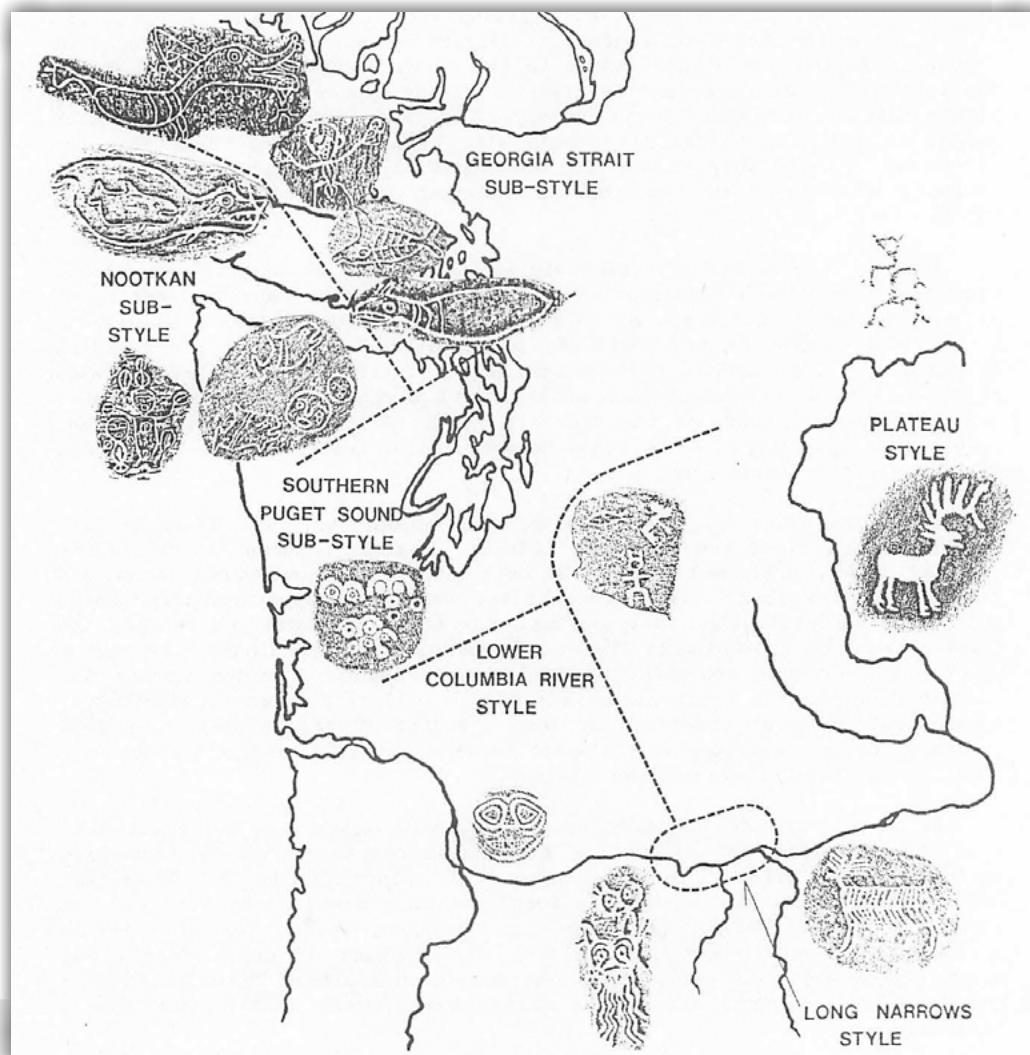 GEORGIA STRAIT
SUB-STYLE
NOOTKAN
SUB-
STYLE
PLATEAU
STYLE
SOUTHERN
PUGET SOUND
SUB-STYLE
LOWER
COLUMBIA RIVER
STYLE
LONG NARROWS
STYLE